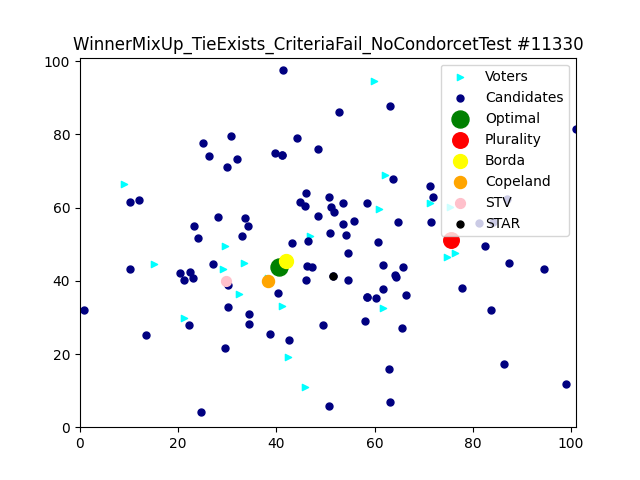 WinnerMixUp_TieExists_CriteriaFail_NoCondorcetTest #11330
100
80
60
40
20
0
0 20 40 60 80 100
Voters
Candidates
Optimal
Plurality
Borda
Copeland
STV
STAR